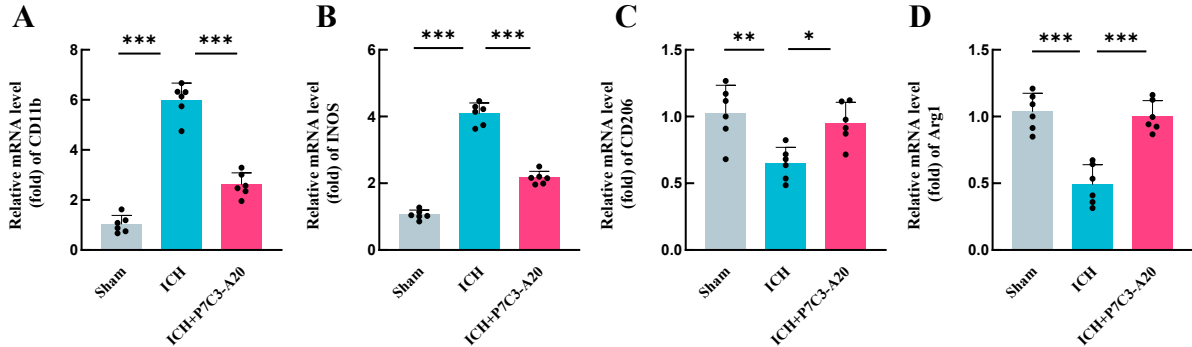 A
Relative mRNA level
(fold) of CD11b
8
6
4
2
0
*** ***
Sham
ICH
ICH+P7C3-A20
B
Relative mRNA level
(fold) of INOS
6
4
2
0
*** ***
Sham
ICH
ICH+P7C3-A20
C
Relative mRNA level
(fold) of CD206
1.5
1.0
0.5
0.0
** *
Sham
ICH
ICH+P7C3-A20
D
Relative mRNA level
(fold) of Arg1
1.5
1.0
0.5
0.0
*** ***
Sham
ICH
ICH+P7C3-A20